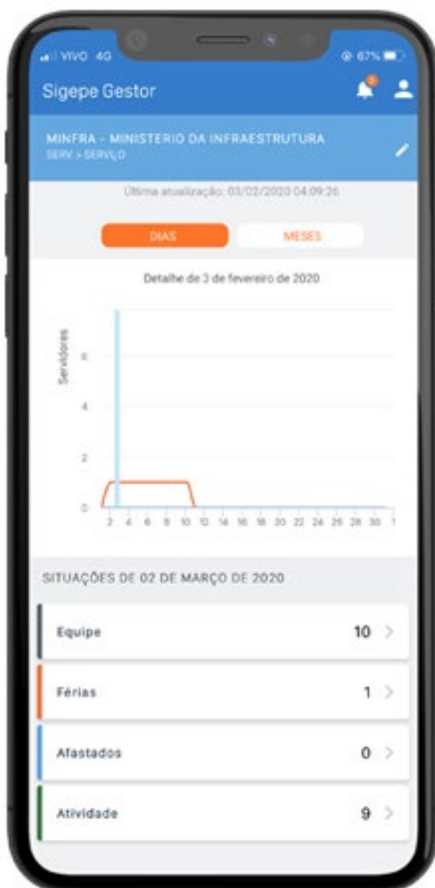 VIVO 4G 67%
Sigepe Gestor
MINFRA - MINISTERIO DA INFRAESTRUTURA
SERV. > SERVIÇO
Última atualização: 03/02/2020 04:09:26
DIAS MESES
Detalhe de 3 de fevereiro de 2020
Servidores
6
4
2
0
2 4 6 8 10 12 14 16 18 20 22 24 26 28 30 1
SITUAÇÕES DE 02 DE MARÇO DE 2020
Equipe 10 >
Férias 1 >
Afastados 0 >
Atividade 9 >